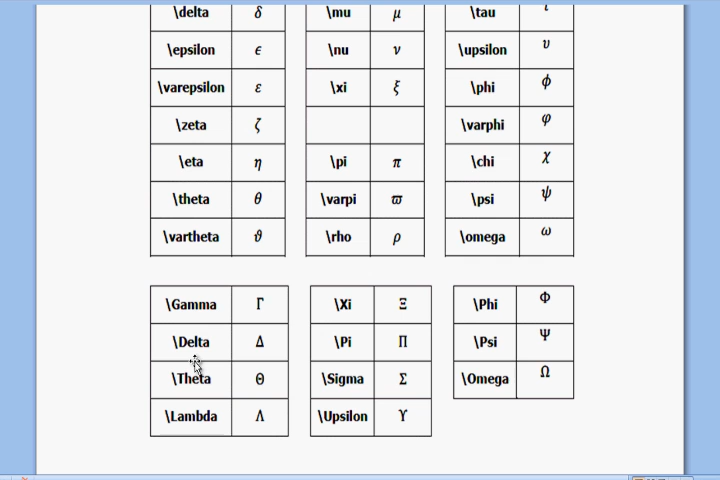 \delta δ \mu μ \tau
\epsilon ϵ \nu ν \upsilon υ
\varepsilon ε \xi ξ \phi ϕ
\zeta ζ \varphi φ
\eta η \pi π \chi χ
\theta θ \varpi ϖ \psi ψ
\vartheta ϑ \rho ρ \omega ω
\Gamma Γ \Xi Ξ \Phi Φ
\Delta Δ \Pi Π \Psi Ψ
\Theta Θ \Sigma Σ \Omega Ω
\Lambda Λ \Upsilon ϒ